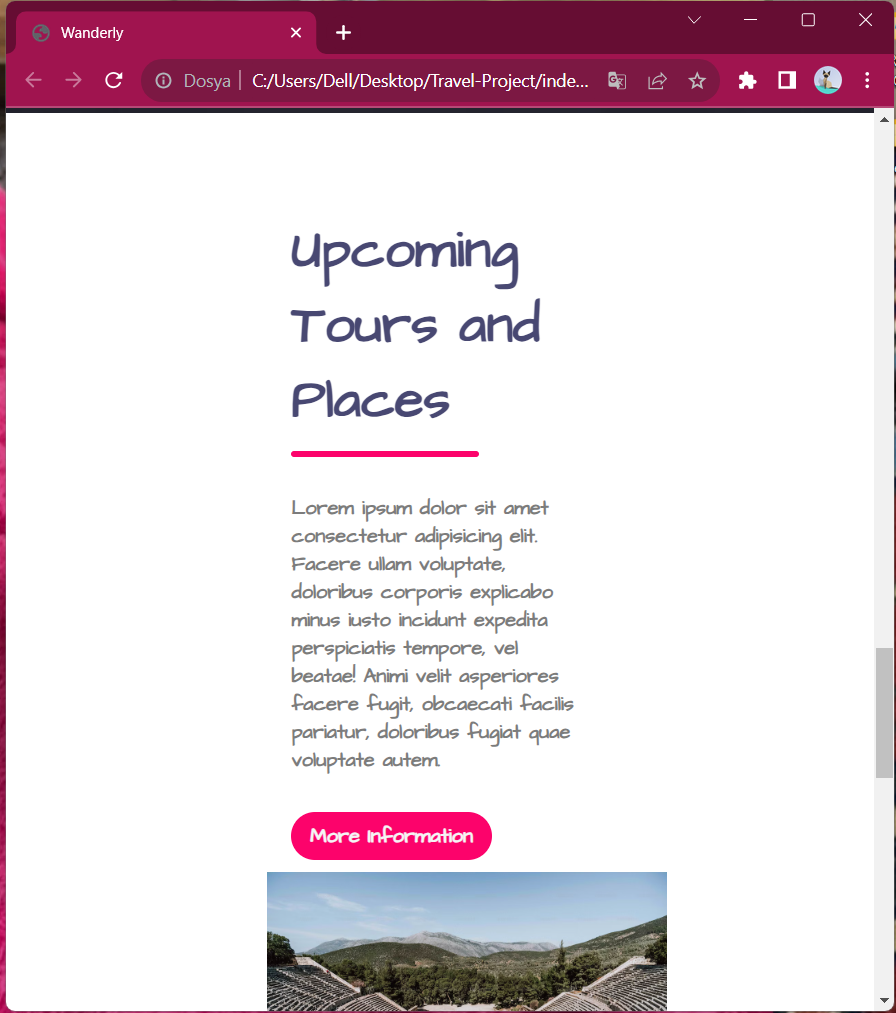 Wanderly
Dosya | C:/Users/Dell/Desktop/Travel-Project/inde...
Upcoming
Tours and
Places
Lorem ipsum dolor sit amet
consectetur adipisicing elit.
Facere ullam voluptate,
doloribus corporis explicabo
minus iusto incidunt expedita
perspiciatis tempore, vel
beatae! Animi velit asperiores
facere fugit, obcaecati facilis
pariatur, doloribus fugiat quae
voluptate autem.
More Information